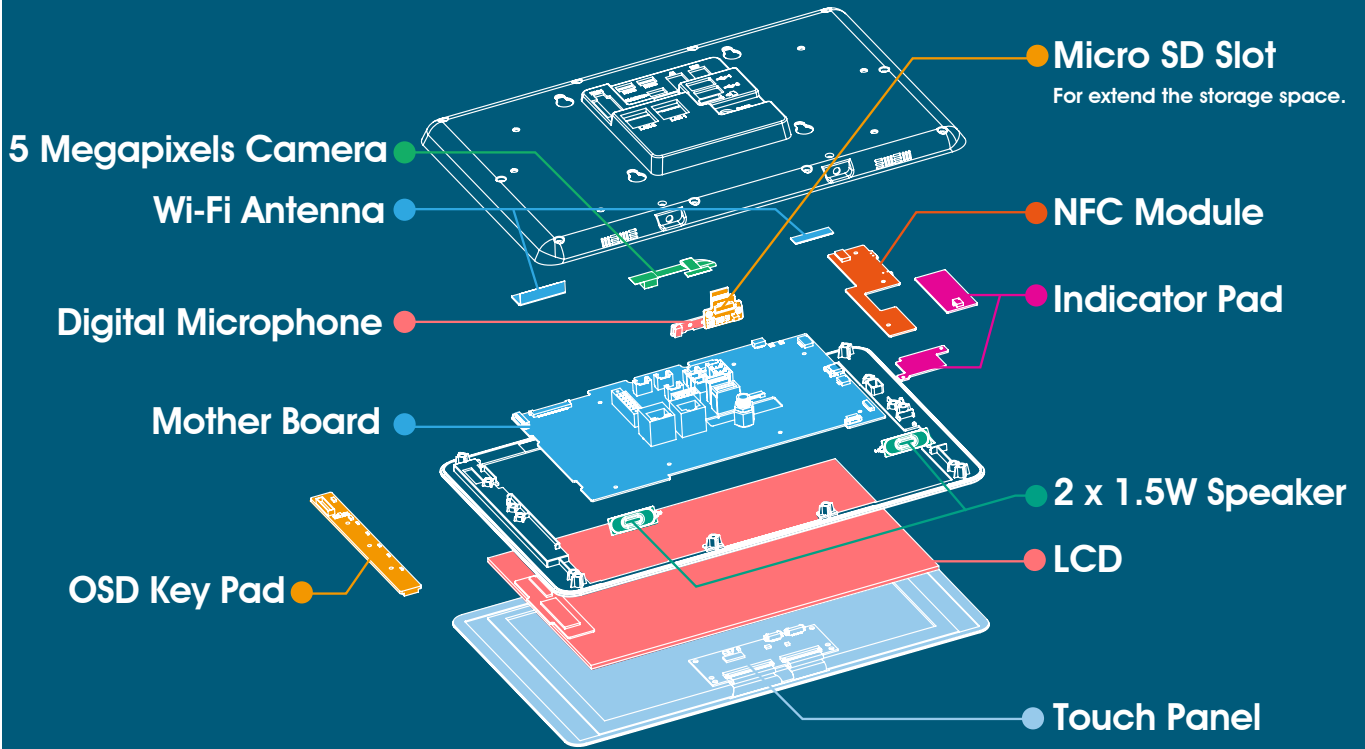 Micro SD Slot
For extend the storage space.
5 Megapixels Camera
Wi-Fi Antenna
NFC Module
Indicator Pad
Digital Microphone
Mother Board
2 x 1.5W Speaker
LCD
OSD Key Pad
Touch Panel